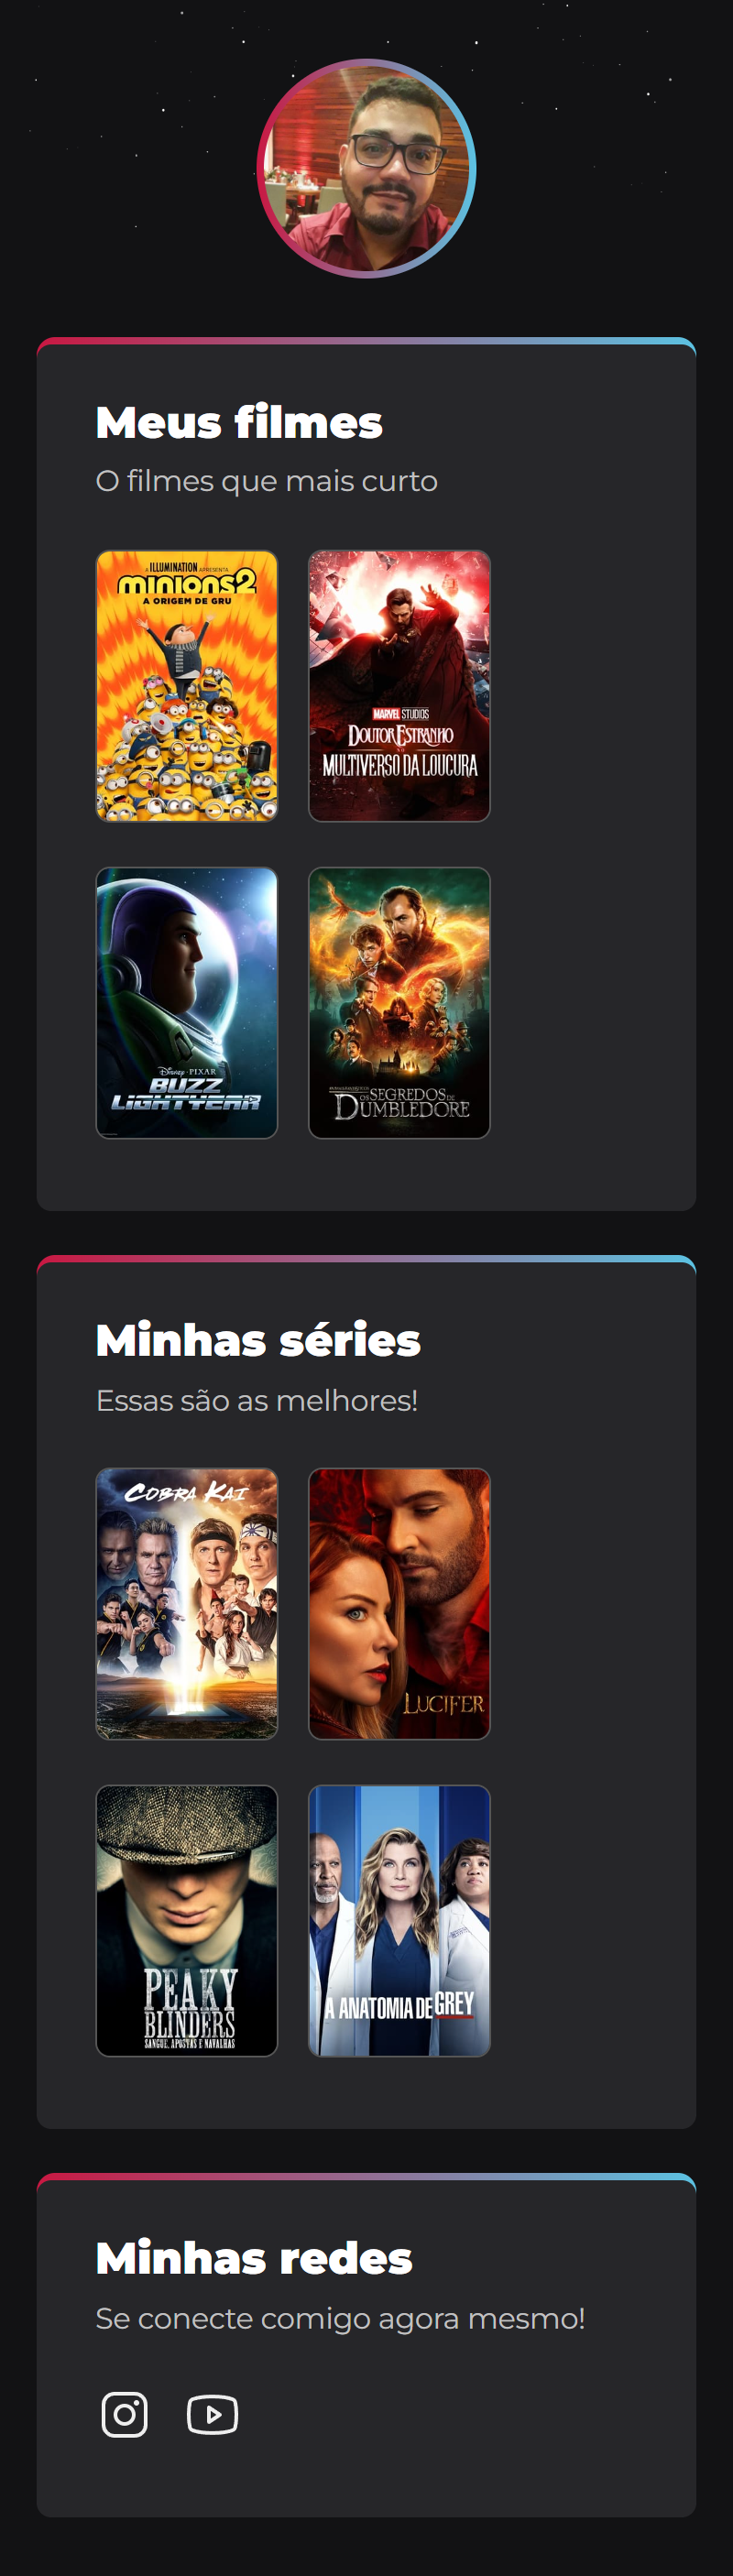 Meus filmes
O filmes que mais curto
ILLUMINATION APRESENTA
minions2
A ORIGEM DE GRU
MARVEL STUDIOS
DOUTOR ESTRANHO
NO
MULTIVERSO DA LOUCURA
Disney · PIXAR
BUZZ
LIGHTYEAR
OS SEGREDOS DE
DUMBLEDORE
Minhas séries
Essas são as melhores!
COBRA KAI
LUCIFER
PEAKY
BLINDERS
SANGUE, APOSTAS E NAVALHAS
A ANATOMIA DE GREY
Minhas redes
Se conecte comigo agora mesmo!